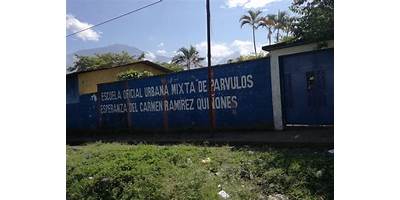 ESCUELA OFICIAL URBANA MIXTA DE PARVULOS
ESPERANZA DEL CARMEN RAMIREZ QUIÑONES